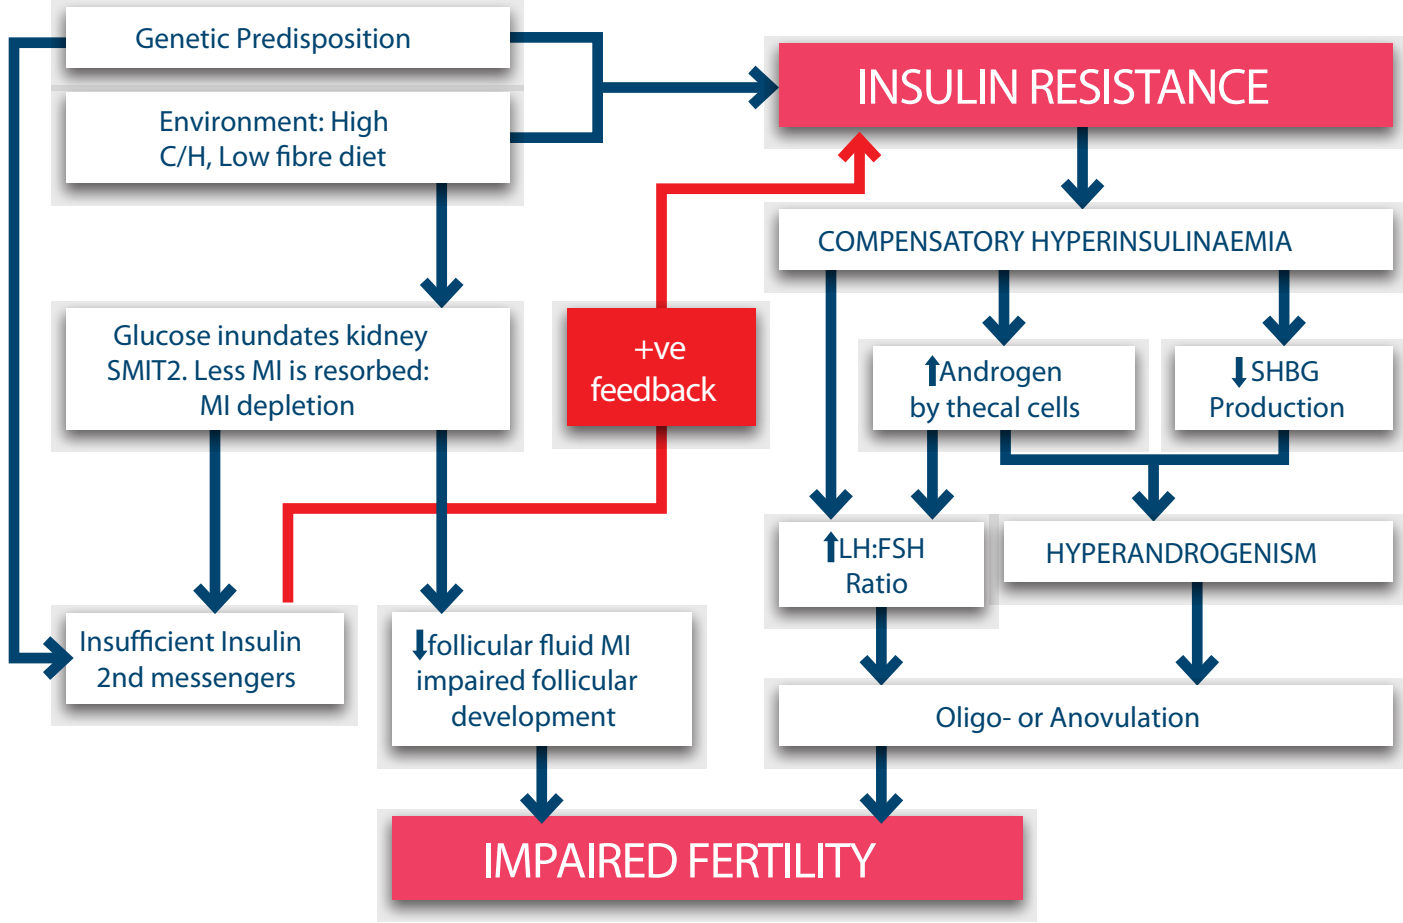 Genetic Predisposition
Environment: High
C/H, Low fibre diet
INSULIN RESISTANCE
COMPENSATORY HYPERINSULINAEMIA
Glucose inundates kidney
SMIT2. Less MI is resorbed:
MI depletion
+ve
feedback
⬆Androgen
by thecal cells
⬇SHBG
Production
⬆LH:FSH
Ratio
HYPERANDROGENISM
Insufficient Insulin
2nd messengers
⬇follicular fluid MI
impaired follicular
development
Oligo- or Anovulation
IMPAIRED FERTILITY